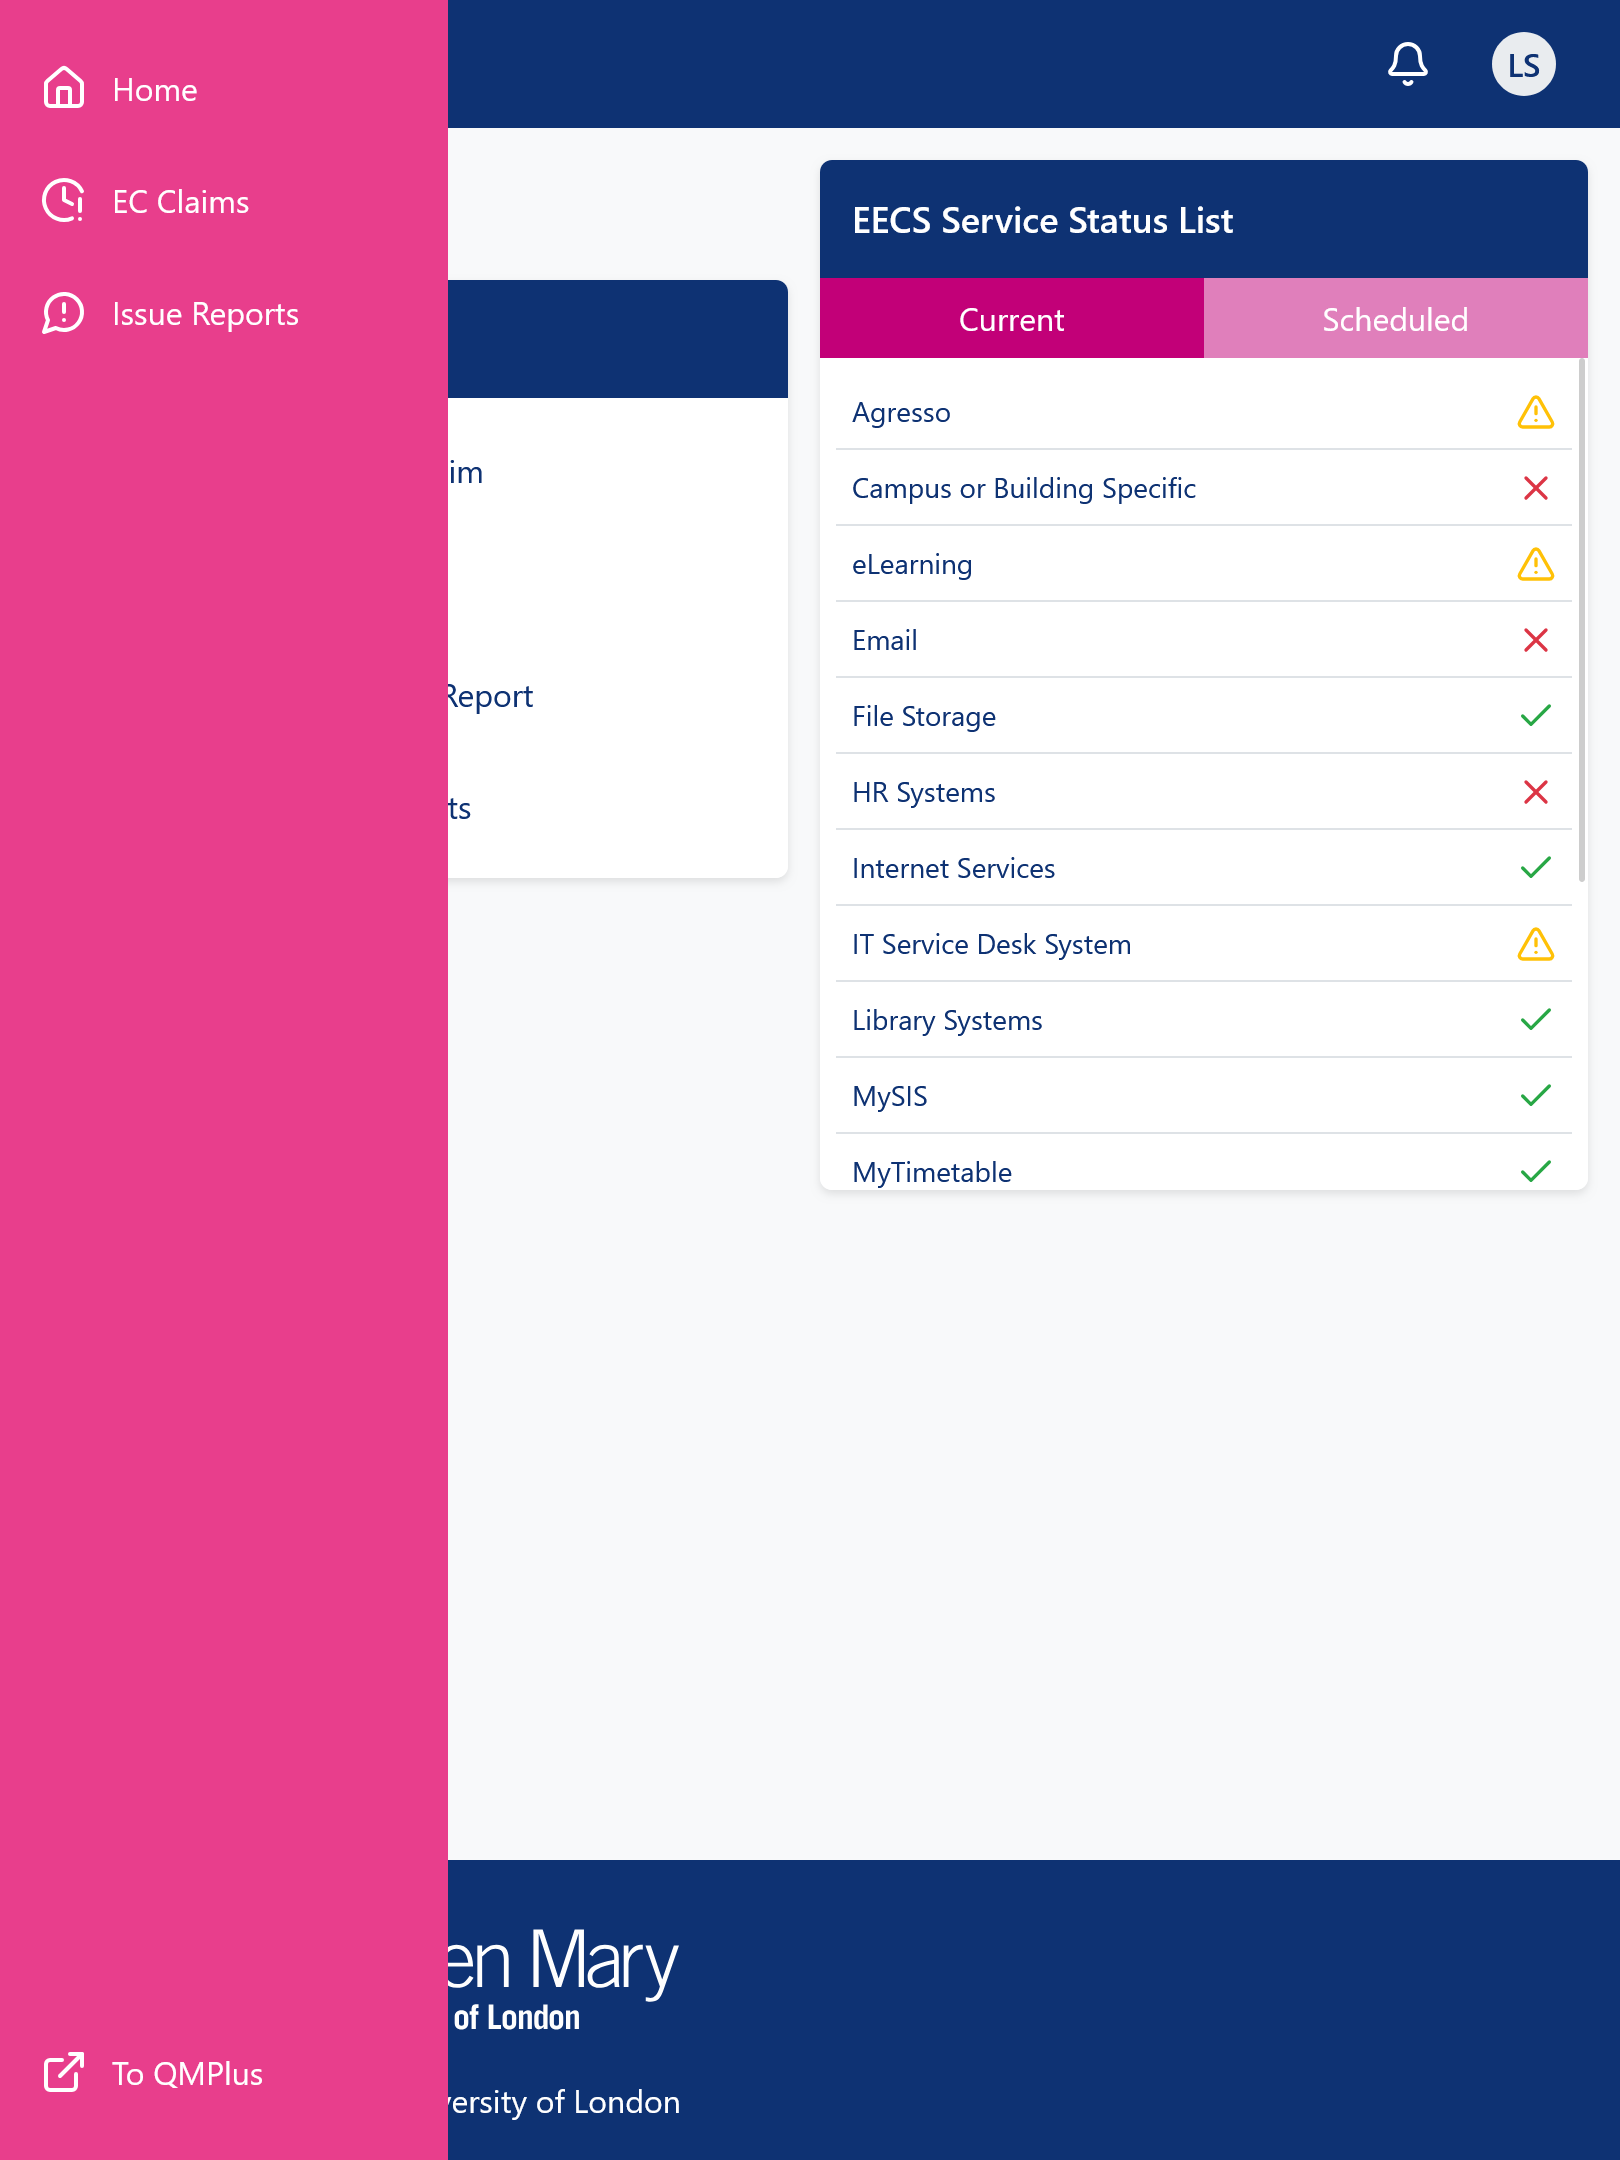 Home
EC Claims
Issue Reports
To QMPlus
LS
im
Report
ts
EECS Service Status List
Current
Scheduled
Agresso
Campus or Building Specific
eLearning
Email
File Storage
HR Systems
Internet Services
IT Service Desk System
Library Systems
MySIS
MyTimetable
en Mary
of London
versity of London